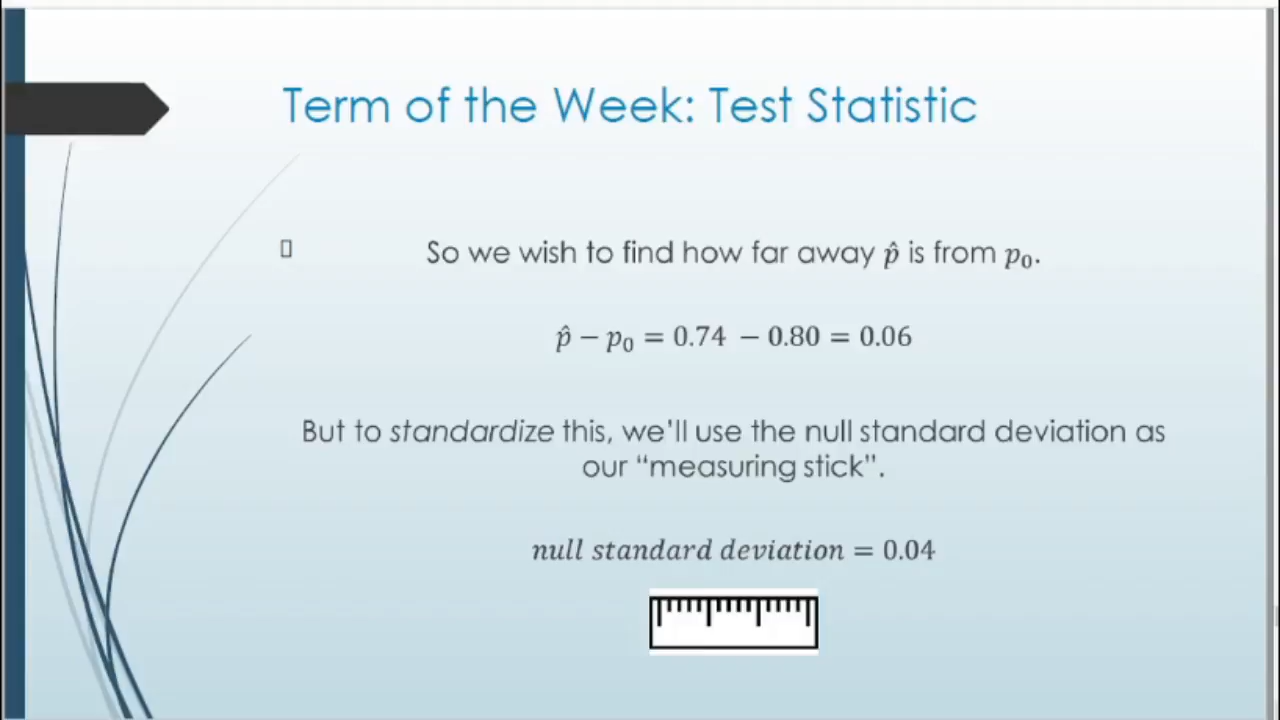 Term of the Week: Test Statistic
So we wish to find how far away p̂ is from p₀.
p̂ − p₀ = 0.74 − 0.80 = 0.06
But to standardize this, we'll use the null standard deviation as
our “measuring stick”.
null standard deviation = 0.04